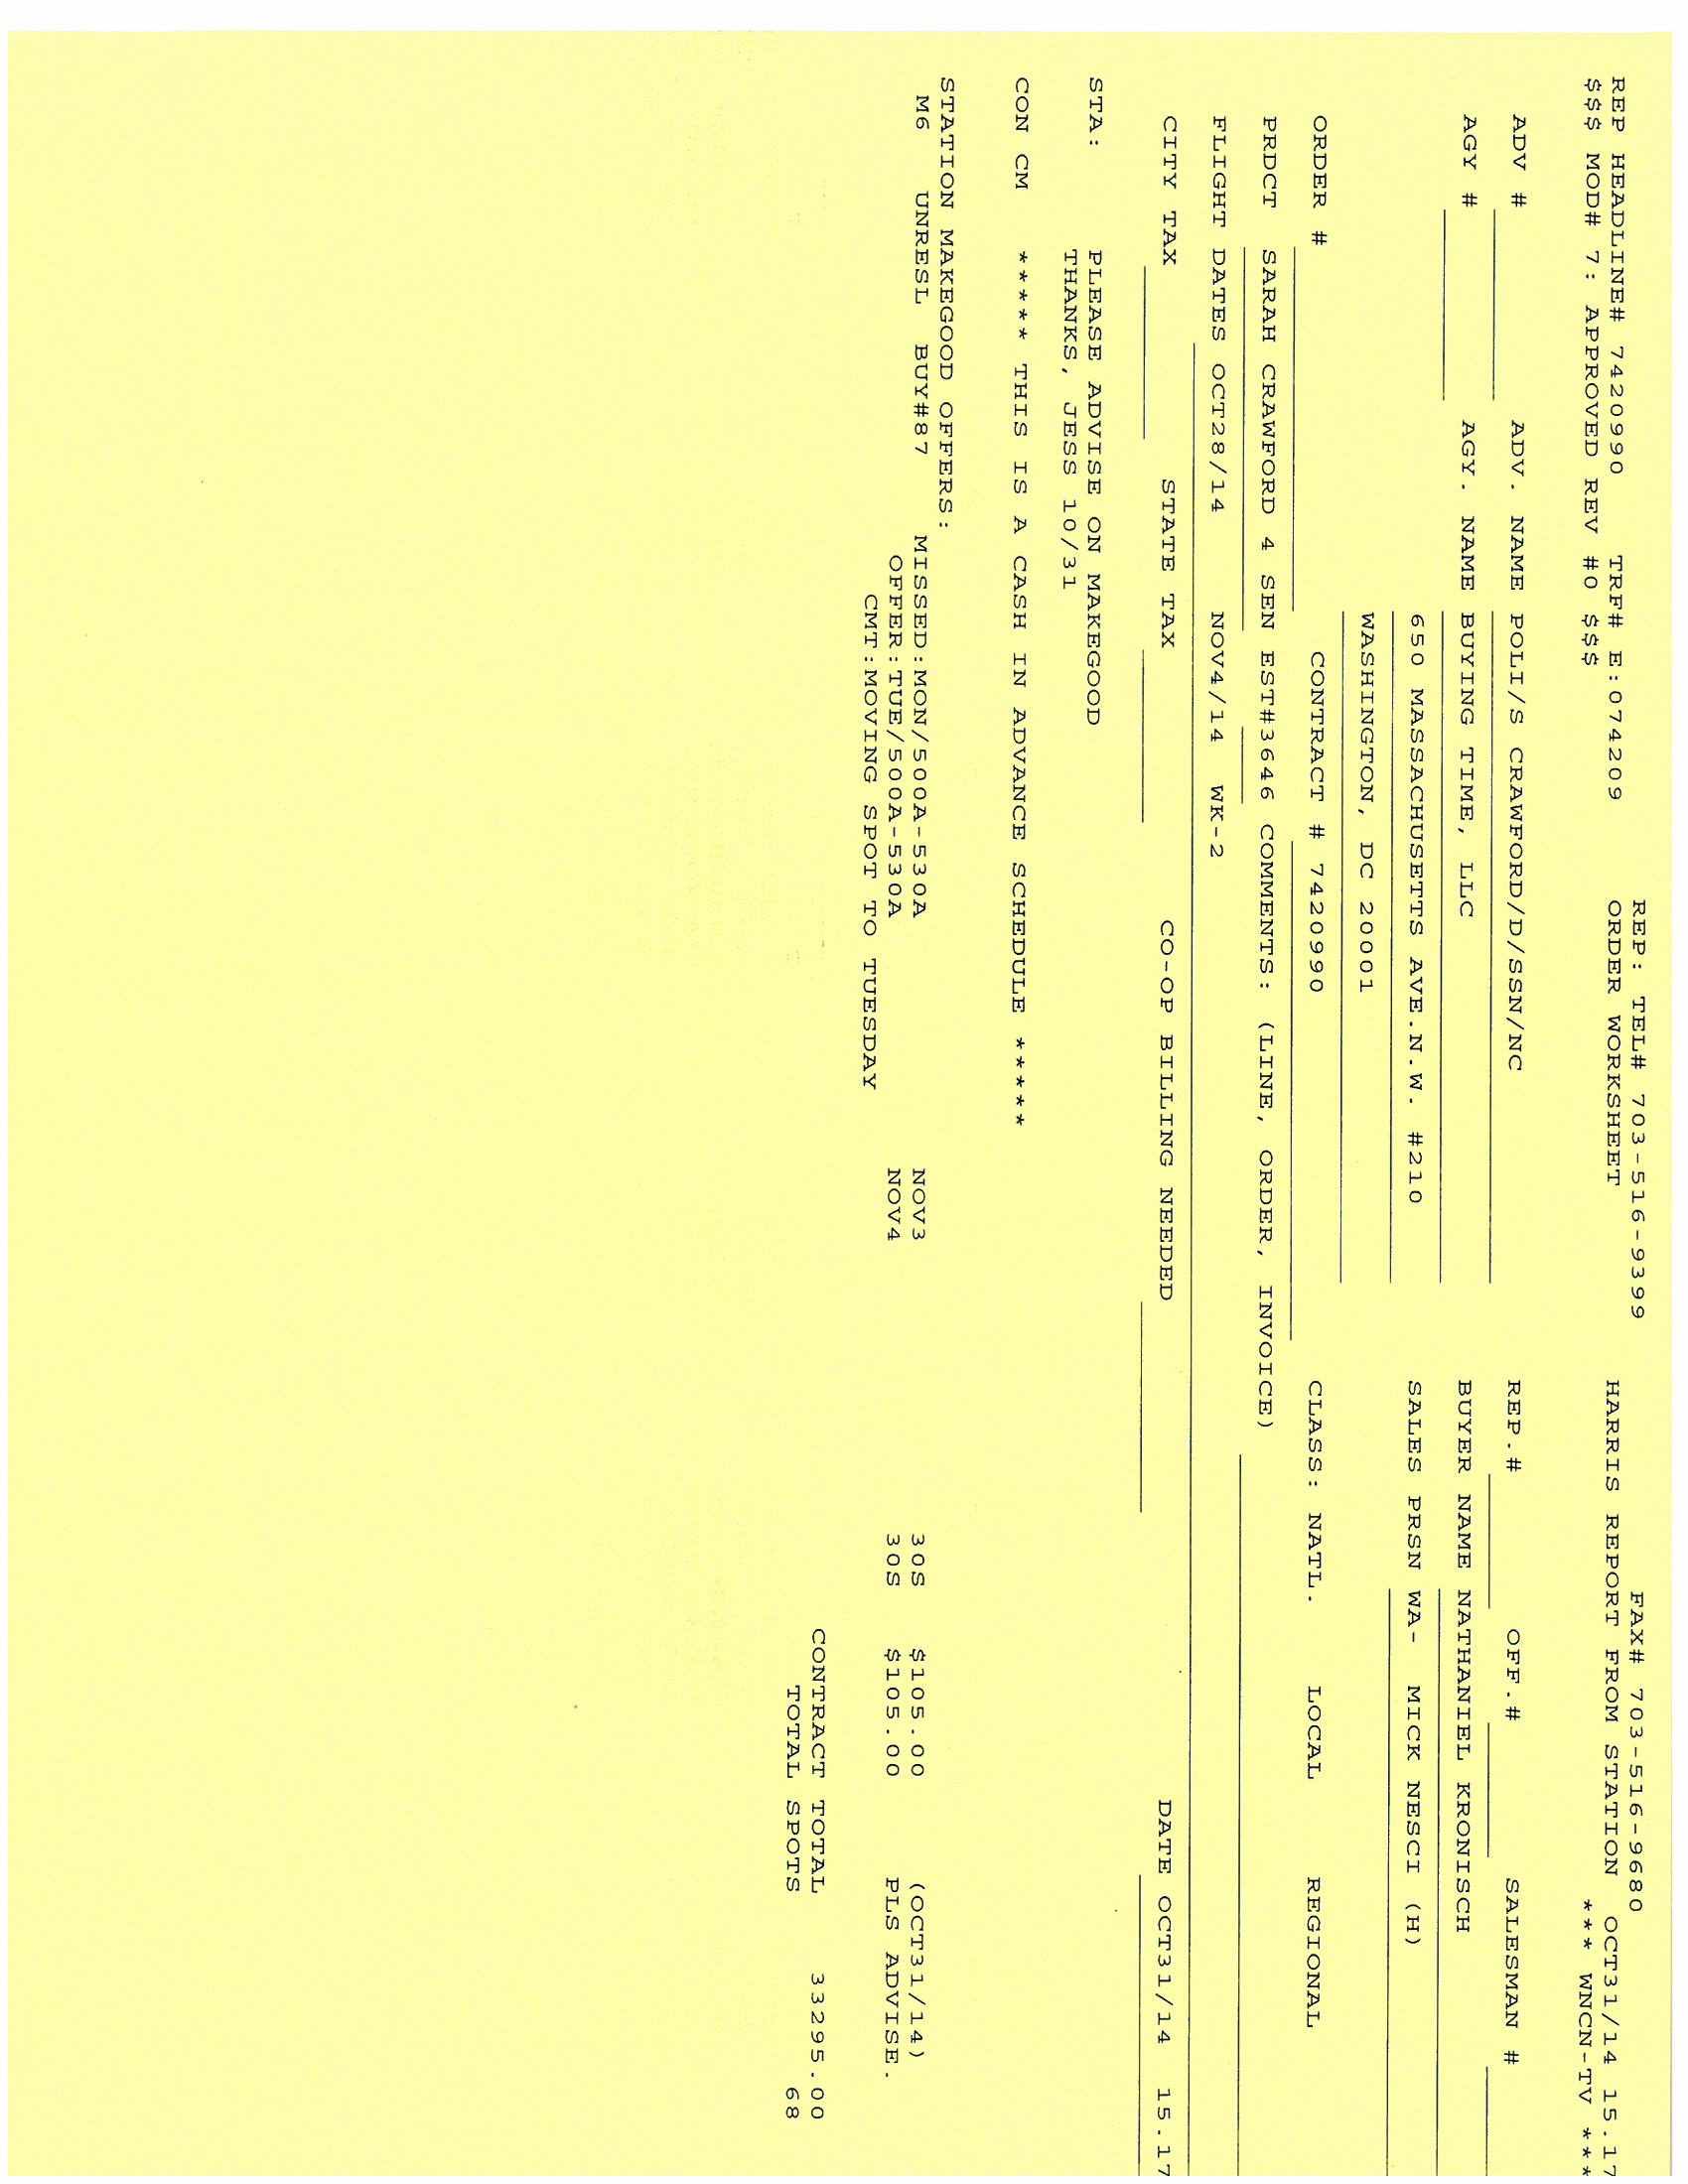 REP: TEL# 703-516-9399 FAX# 703-516-9680
REP HEADLINE# 7420990 TRF# E:074209 ORDER WORKSHEET HARRIS REPORT FROM STATION OCT31/14 15.17
$$$ MOD# 7: APPROVED REV #0 $$$ *** WNCN-TV ***
ADV # ADV. NAME POLI/S CRAWFORD/D/SSN/NC REP.# OFF.# SALESMAN #
AGY # AGY. NAME BUYING TIME, LLC BUYER NAME NATHANIEL KRONISCH
650 MASSACHUSETTS AVE.N.W. #210 SALES PRSN WA- MICK NESCI (H)
WASHINGTON, DC 20001
ORDER # CONTRACT # 7420990 CLASS: NATL. LOCAL REGIONAL
PRDCT SARAH CRAWFORD 4 SEN EST#3646 COMMENTS: (LINE, ORDER, INVOICE)
FLIGHT DATES OCT28/14 NOV4/14 WK-2
CITY TAX STATE TAX CO-OP BILLING NEEDED DATE OCT31/14 15.17
STA: PLEASE ADVISE ON MAKEGOOD
THANKS, JESS 10/31
CON CM ***** THIS IS A CASH IN ADVANCE SCHEDULE *****
STATION MAKEGOOD OFFERS:
M6 UNRESL BUY#87 MISSED:MON/500A-530A NOV3 30S $105.00 (OCT31/14)
OFFER:TUE/500A-530A NOV4 30S $105.00 PLS ADVISE.
CMT:MOVING SPOT TO TUESDAY
CONTRACT TOTAL 33295.00
TOTAL SPOTS 68